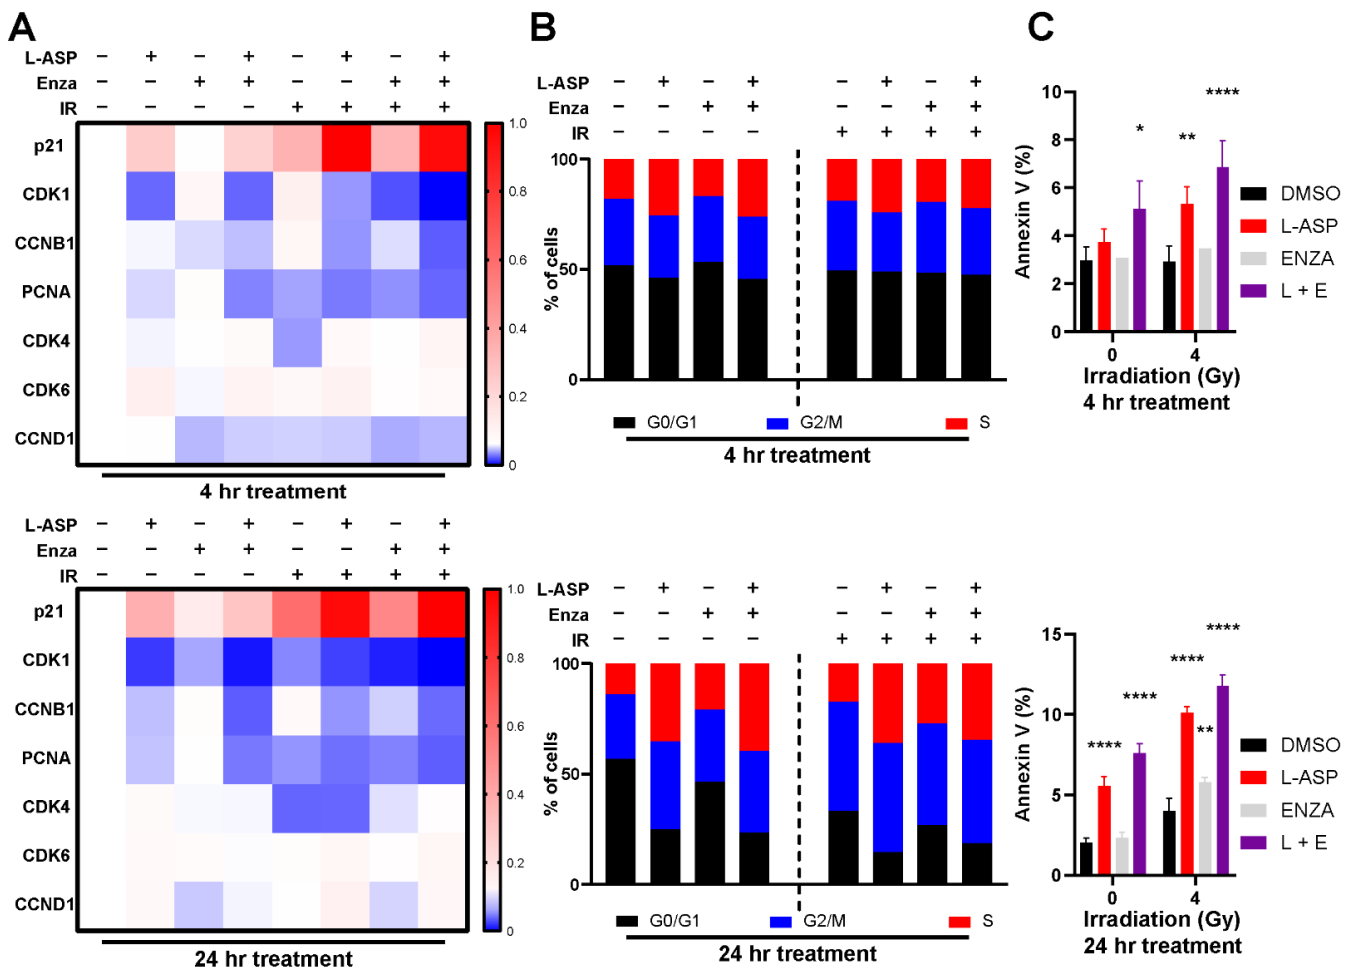 A
L-ASP − + − + − + − +
Enza − − + + − − + +
IR − − − − + + + +
p21
CDK1
CCNB1
PCNA
CDK4
CDK6
CCND1
1.0
0.8
0.6
0.4
0.2
0
4 hr treatment
L-ASP − + − + − + − +
Enza − − + + − − + +
IR − − − − + + + +
p21
CDK1
CCNB1
PCNA
CDK4
CDK6
CCND1
1.0
0.8
0.6
0.4
0.2
0
24 hr treatment
B
L-ASP − + − + − + − +
Enza − − + + − − + +
IR − − − − + + + +
% of cells
100
50
0
G0/G1 G2/M S
4 hr treatment
L-ASP − + − + − + − +
Enza − − + + − − + +
IR − − − − + + + +
% of cells
100
50
0
G0/G1 G2/M S
24 hr treatment
C
Annexin V (%)
10
8
6
4
2
0
* ** ****
0 4
Irradiation (Gy)
4 hr treatment
DMSO
L-ASP
ENZA
L + E
Annexin V (%)
15
10
5
0
**** **** **** ** ****
0 4
Irradiation (Gy)
24 hr treatment
DMSO
L-ASP
ENZA
L + E